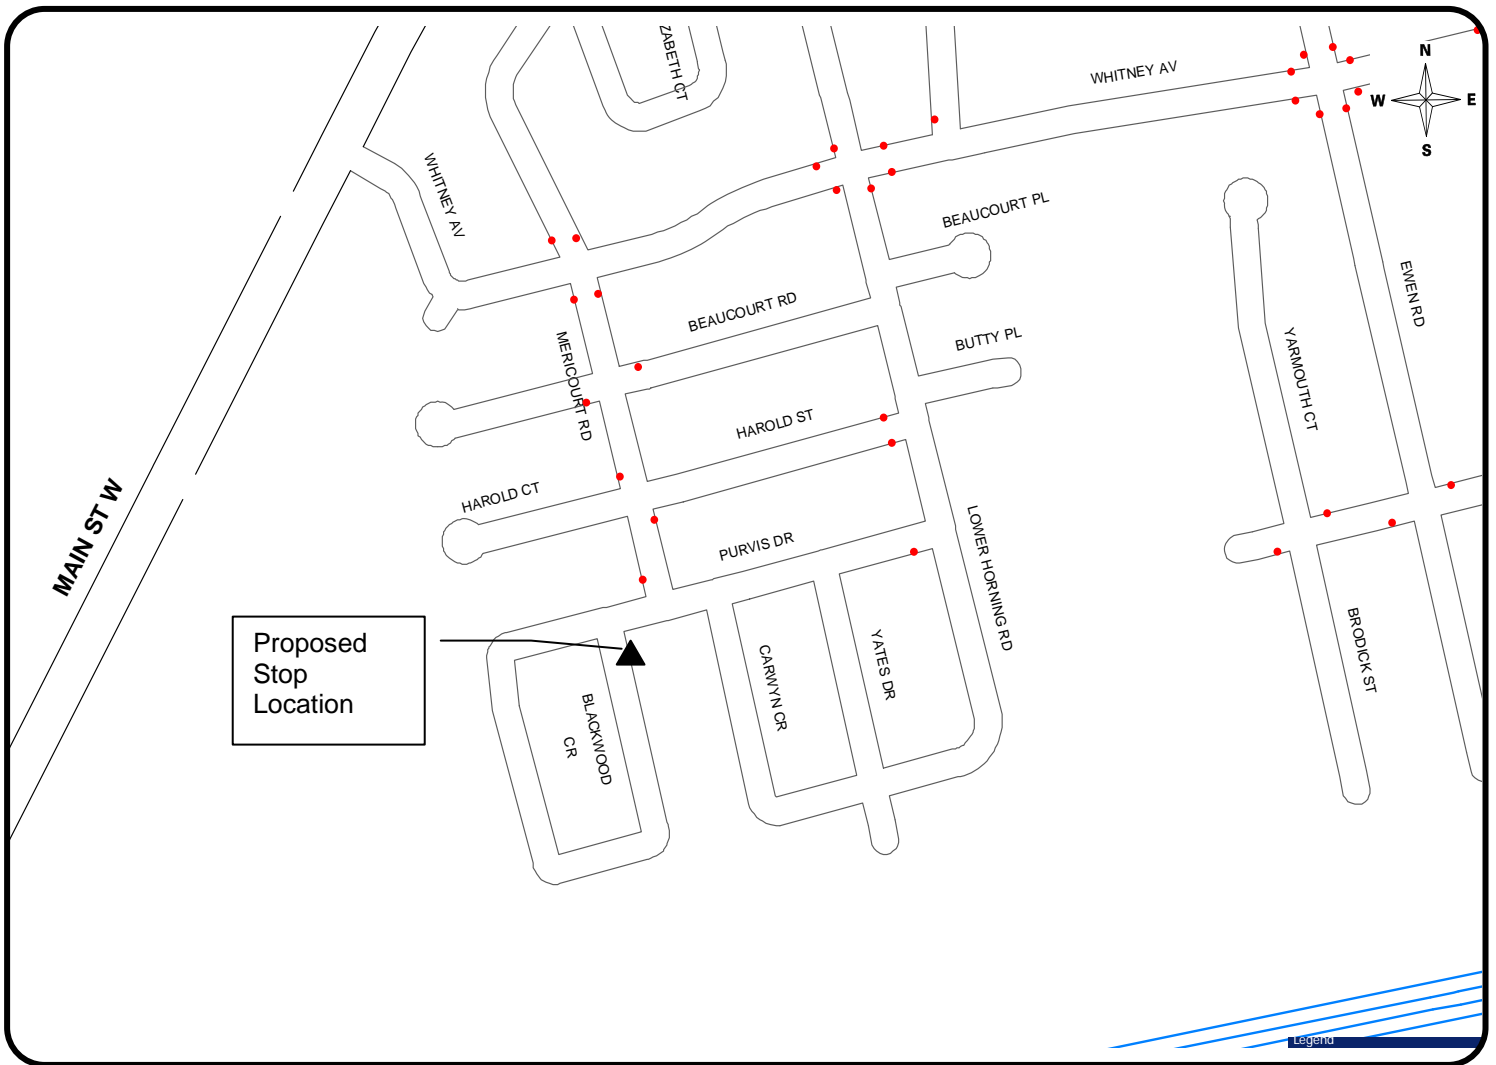 ZABETH CT
WHITNEY AV
N
W
E
S
WHITNEY AV
BEAUCOURT PL
BEAUCOURT RD
BUTTY PL
EWEN RD
MERICOURT RD
YARMOUTH CT
HAROLD ST
HAROLD CT
MAIN ST W
PURVIS DR
LOWER HORNING RD
Proposed
Stop
Location
CARWYN CR
YATES DR
BRODICK ST
BLACKWOOD
CR
Legend